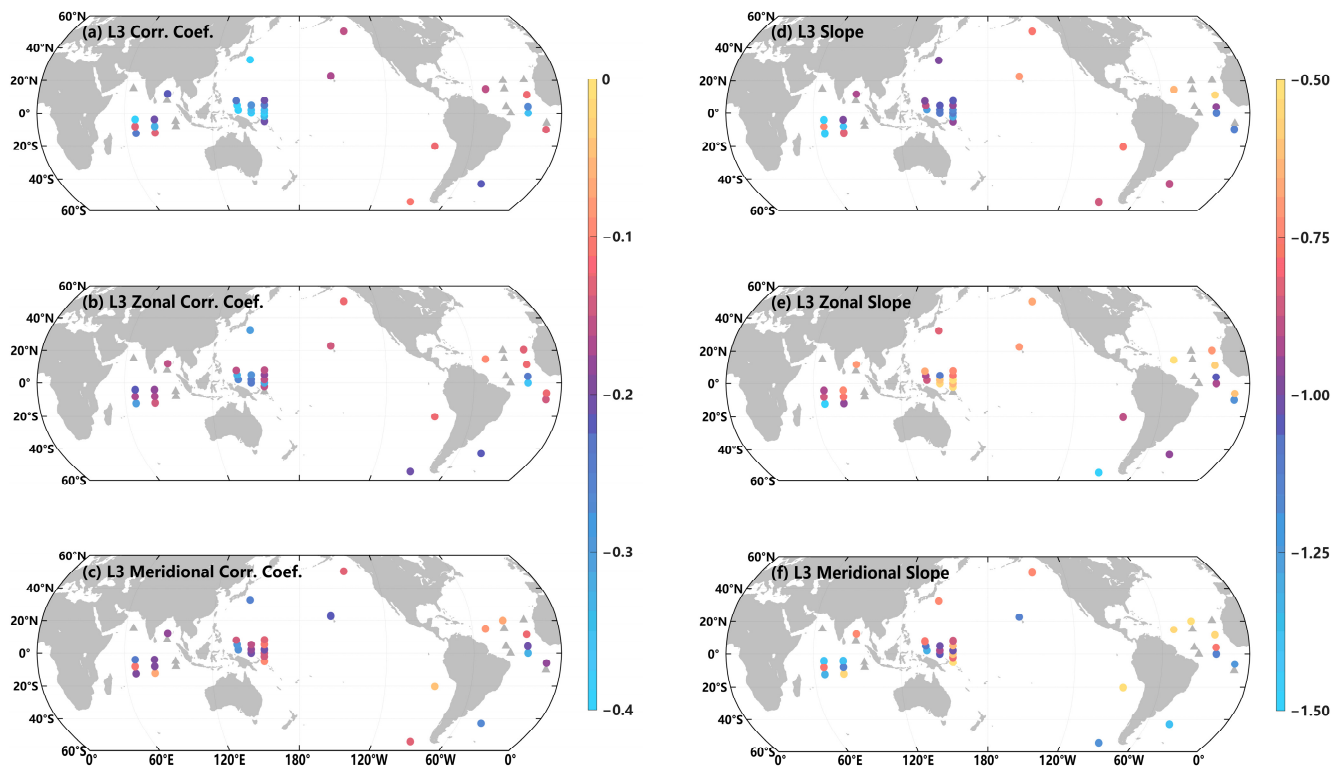 (a) L3 Corr. Coef.
60°N
40°N
20°N
0°
20°S
40°S
60°S
(b) L3 Zonal Corr. Coef.
60°N
40°N
20°N
0°
20°S
40°S
60°S
(c) L3 Meridional Corr. Coef.
60°N
40°N
20°N
0°
20°S
40°S
60°S
0° 60°E 120°E 180° 120°W 60°W 0°
0
−0.1
−0.2
−0.3
−0.4
(d) L3 Slope
60°N
40°N
20°N
0°
20°S
40°S
60°S
(e) L3 Zonal Slope
60°N
40°N
20°N
0°
20°S
40°S
60°S
(f) L3 Meridional Slope
60°N
40°N
20°N
0°
20°S
40°S
60°S
0° 60°E 120°E 180° 120°W 60°W 0°
−0.50
−0.75
−1.00
−1.25
−1.50